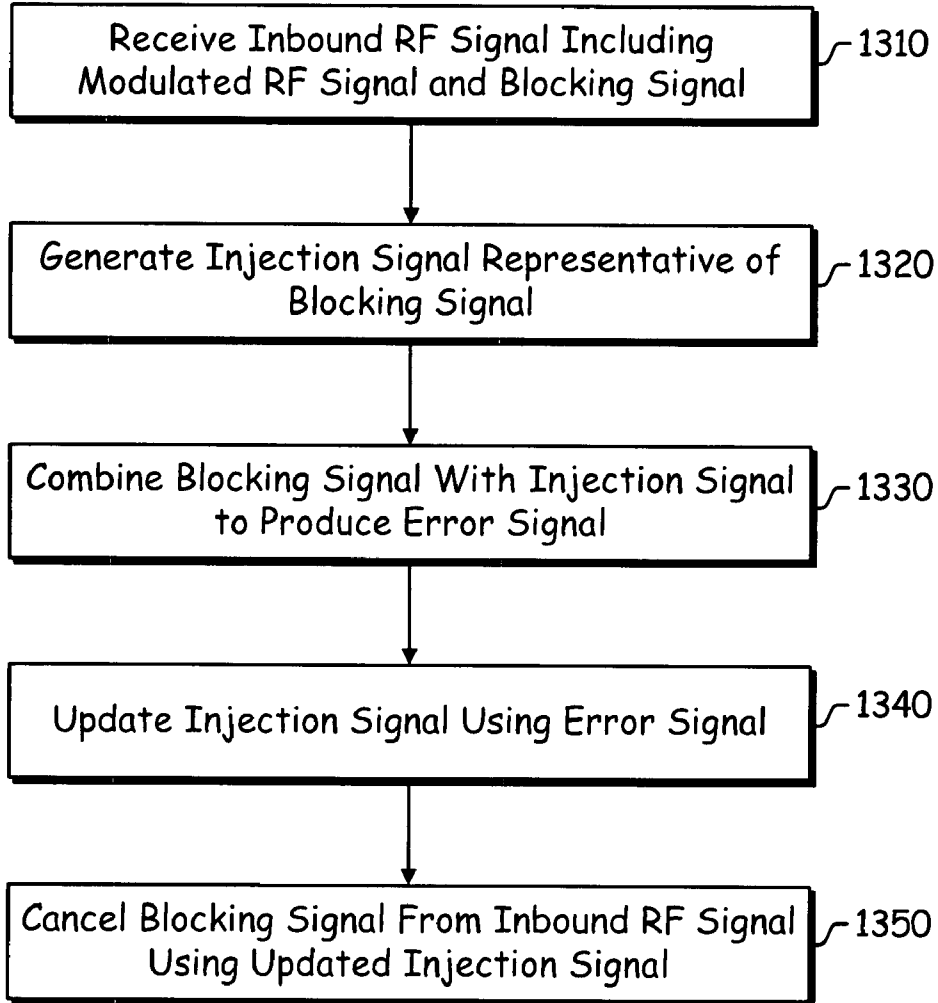 Receive Inbound RF Signal Including
Modulated RF Signal and Blocking Signal
1310
Generate Injection Signal Representative of
Blocking Signal
1320
Combine Blocking Signal With Injection Signal
to Produce Error Signal
1330
Update Injection Signal Using Error Signal
1340
Cancel Blocking Signal From Inbound RF Signal
Using Updated Injection Signal
1350